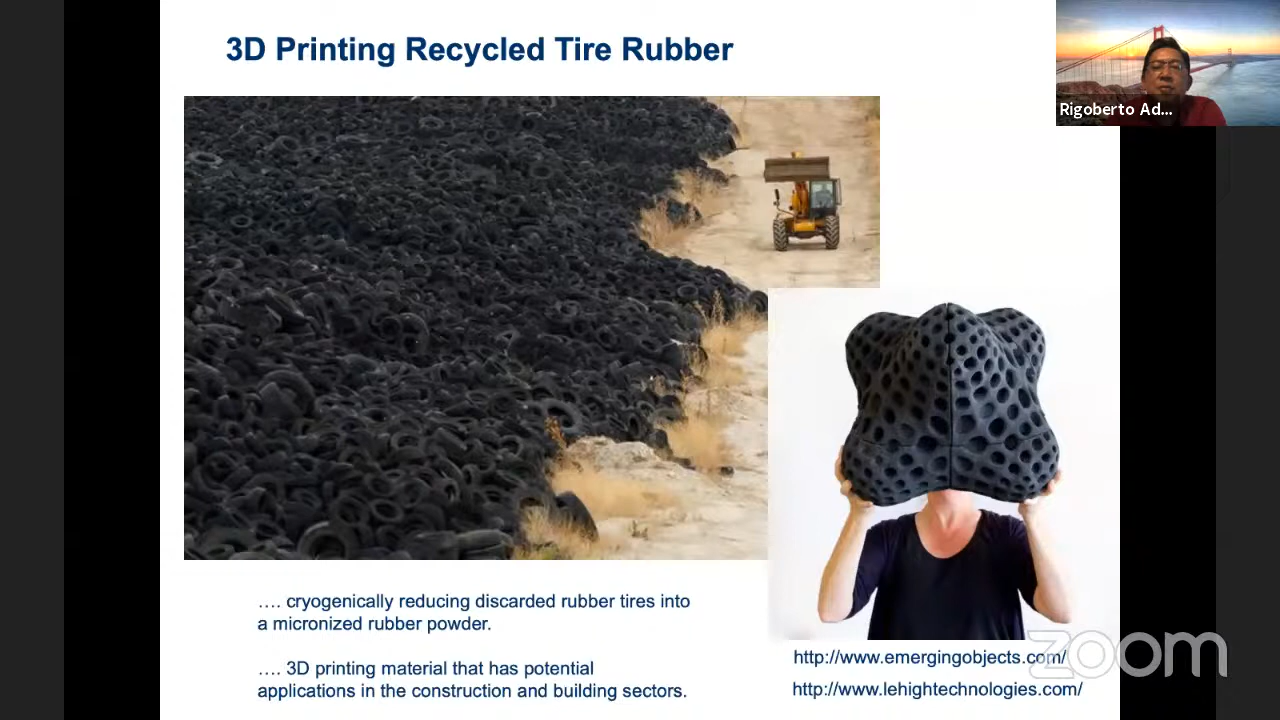 3D Printing Recycled Tire Rubber
Rigoberto Ad...
.... cryogenically reducing discarded rubber tires into
a micronized rubber powder.
.... 3D printing material that has potential
applications in the construction and building sectors.
http://www.emergingobjects.com/
http://www.lehightechnologies.com/
zoom